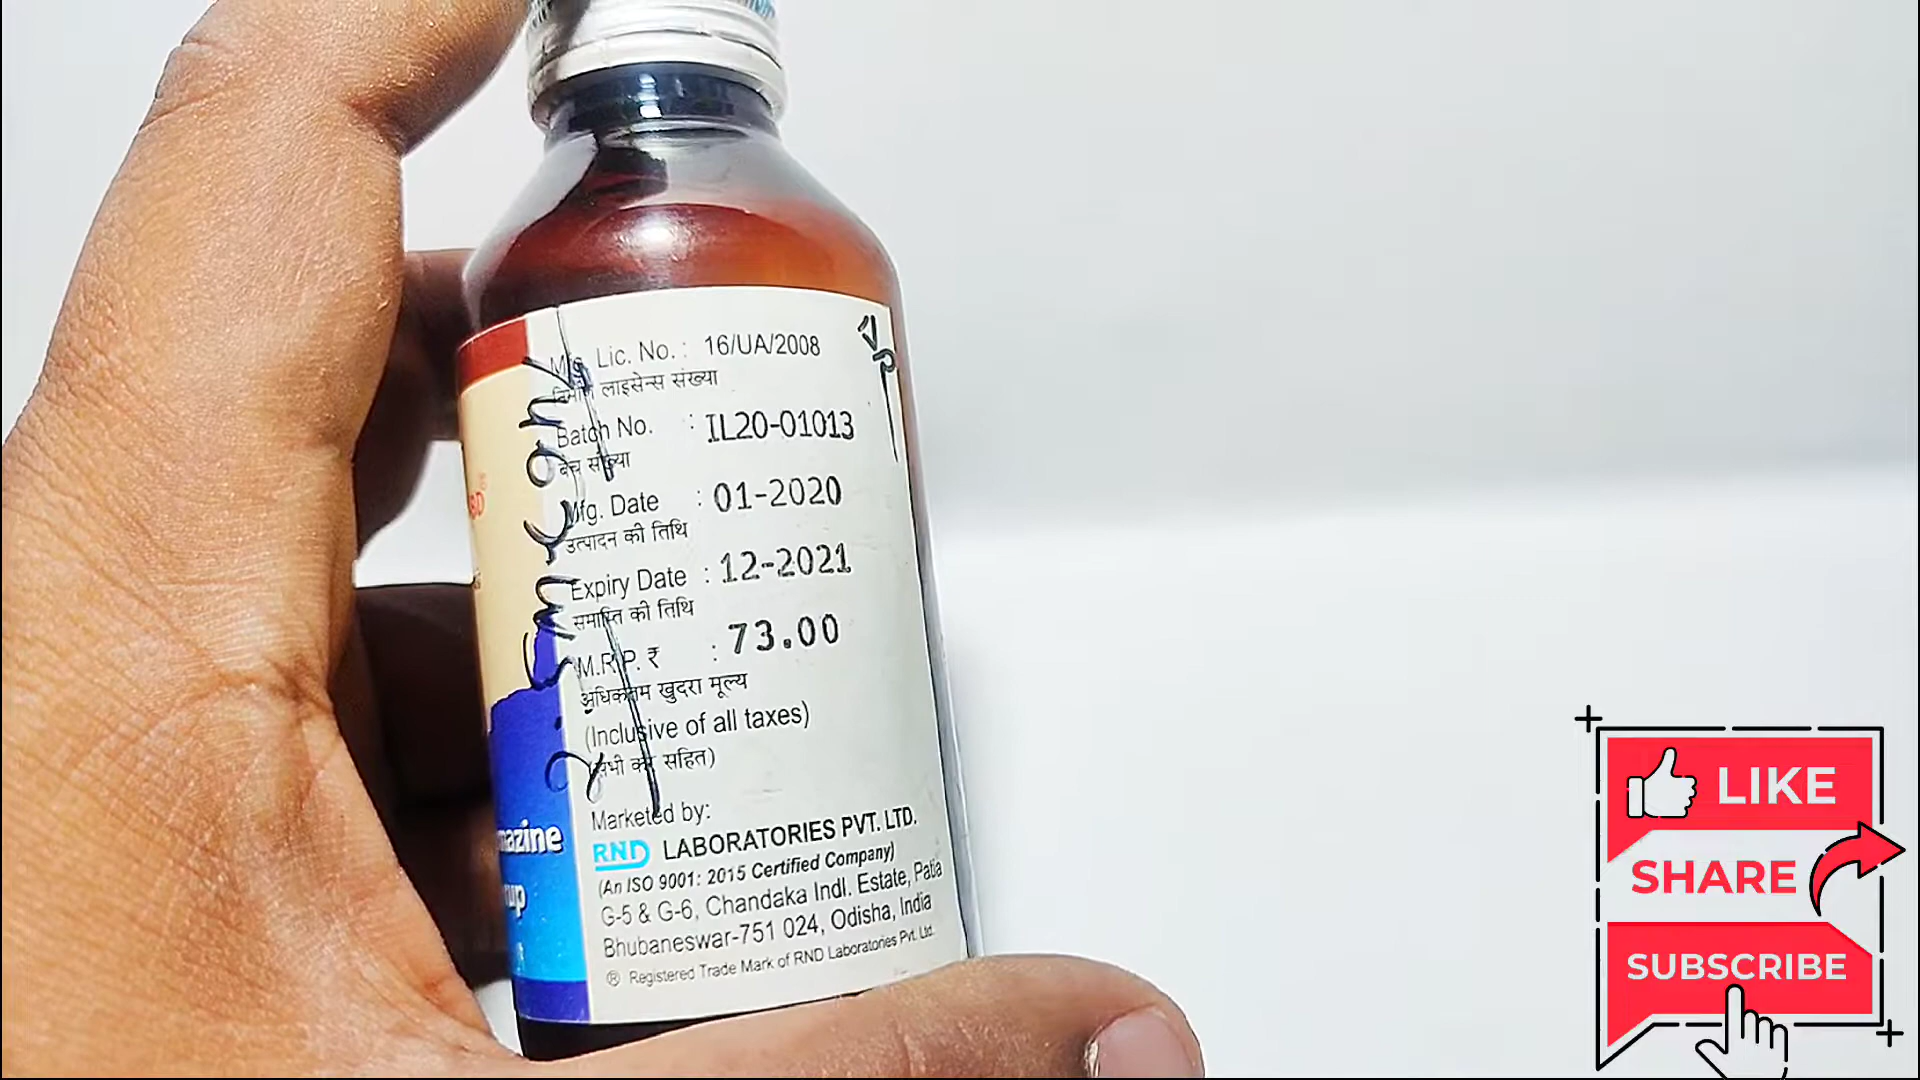 Mfg. Lic. No. : 16/UA/2008
निर्माण लाइसेन्स संख्या
Batch No. : IL20-01013
बैच संख्या
Mfg. Date : 01-2020
उत्पादन की तिथि
Expiry Date : 12-2021
समाप्ति की तिथि
M.R.P. ₹ : 73.00
अधिकतम खुदरा मूल्य
(Inclusive of all taxes)
(सभी कर सहित)
Marketed by:
RND LABORATORIES PVT. LTD.
(An ISO 9001: 2015 Certified Company)
G-5 & G-6, Chandaka Indl. Estate, Patia
Bhubaneswar-751 024, Odisha, India
® Registered Trade Mark of RND Laboratories Pvt. Ltd.
mazine
up
LIKE
SHARE
SUBSCRIBE